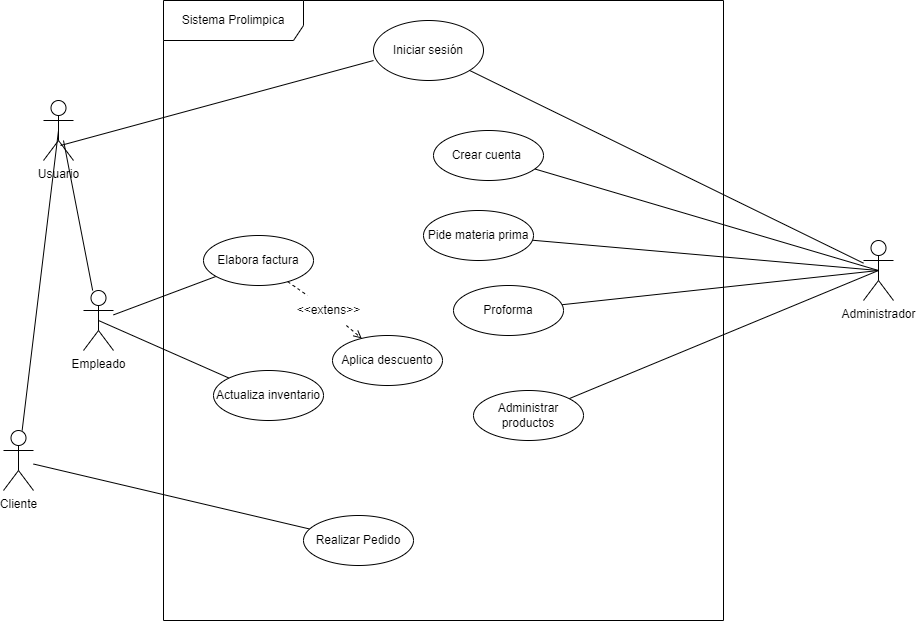 Sistema Prolimpica
Iniciar sesión
Crear cuenta
Usuario
Pide materia prima
Elabora factura
Proforma
Administrador
<<extens>>
Aplica descuento
Empleado
Actualiza inventario
Administrar
productos
Cliente
Realizar Pedido